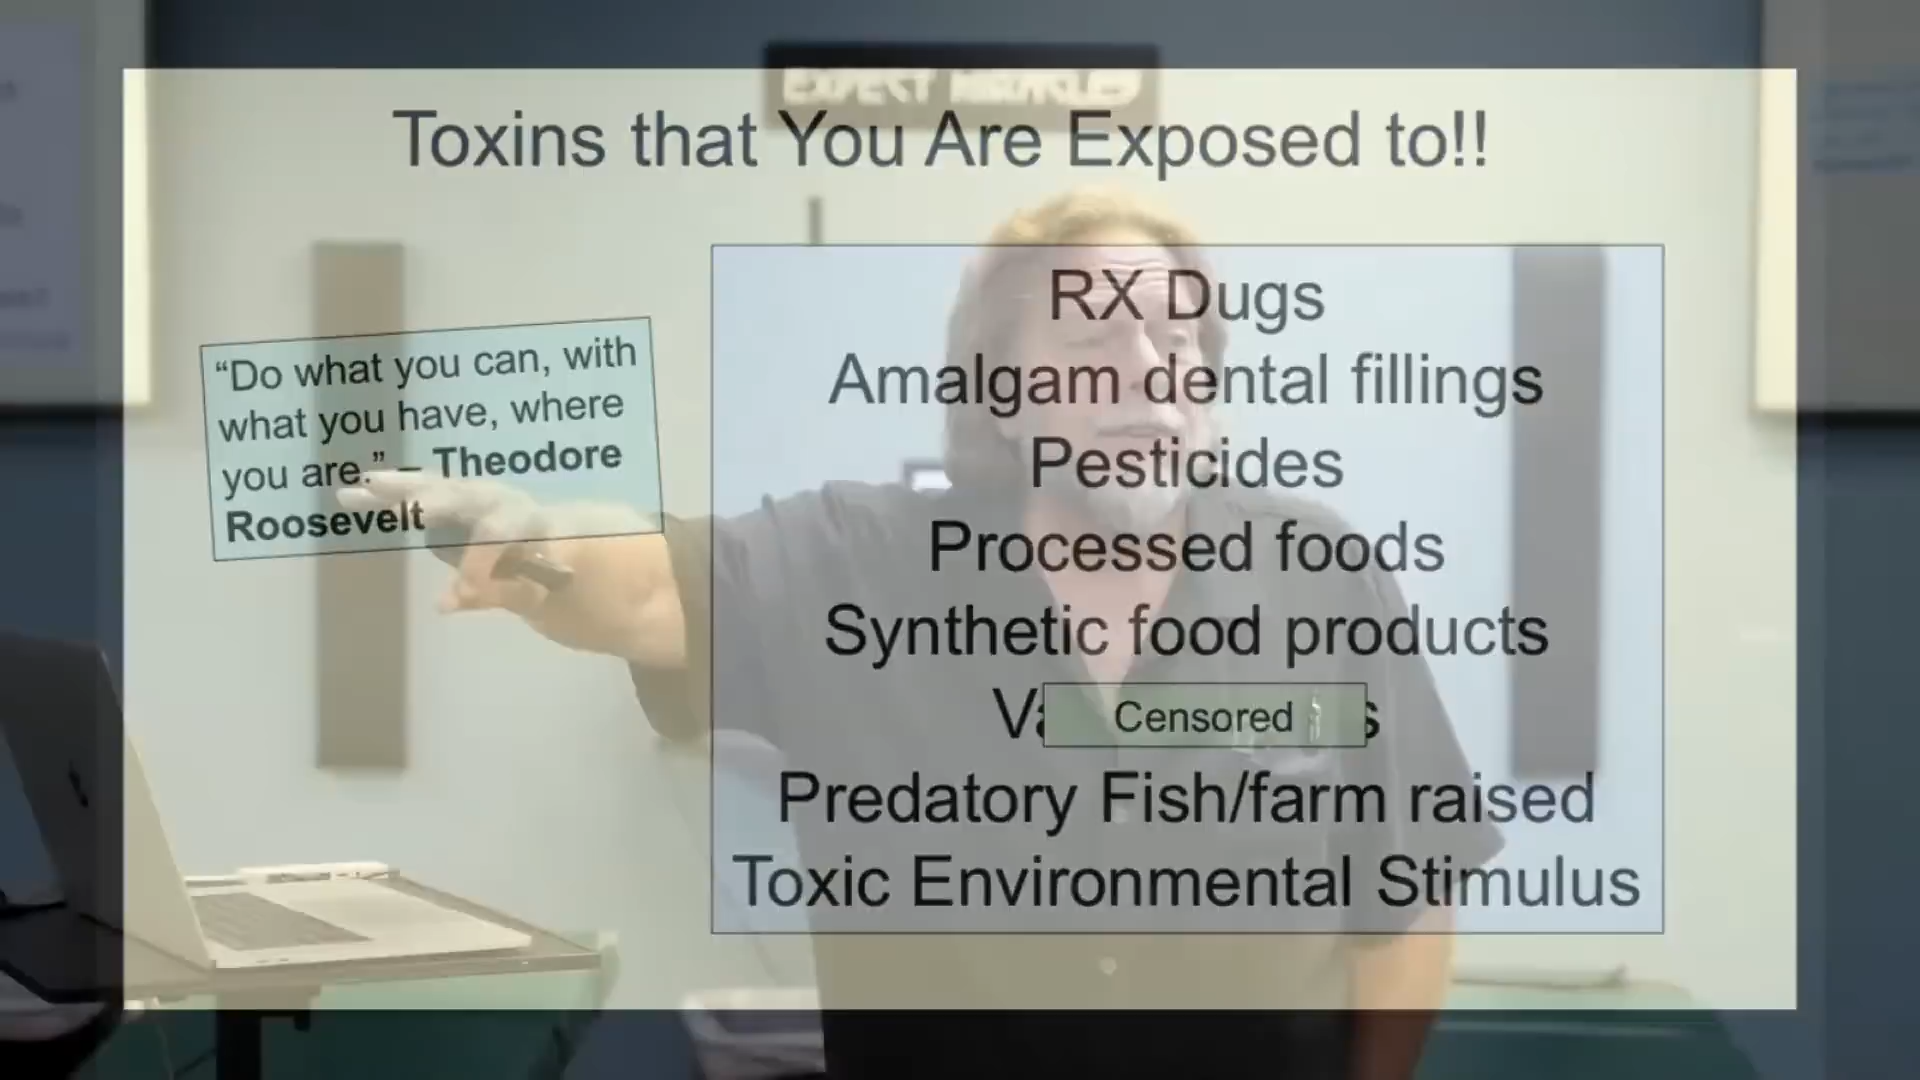 EXPECT MIRACLES
Toxins that You Are Exposed to!!
“Do what you can, with
what you have, where
you are.” – Theodore
Roosevelt
RX Dugs
Amalgam dental fillings
Pesticides
Processed foods
Synthetic food products
Censored
Predatory Fish/farm raised
Toxic Environmental Stimulus